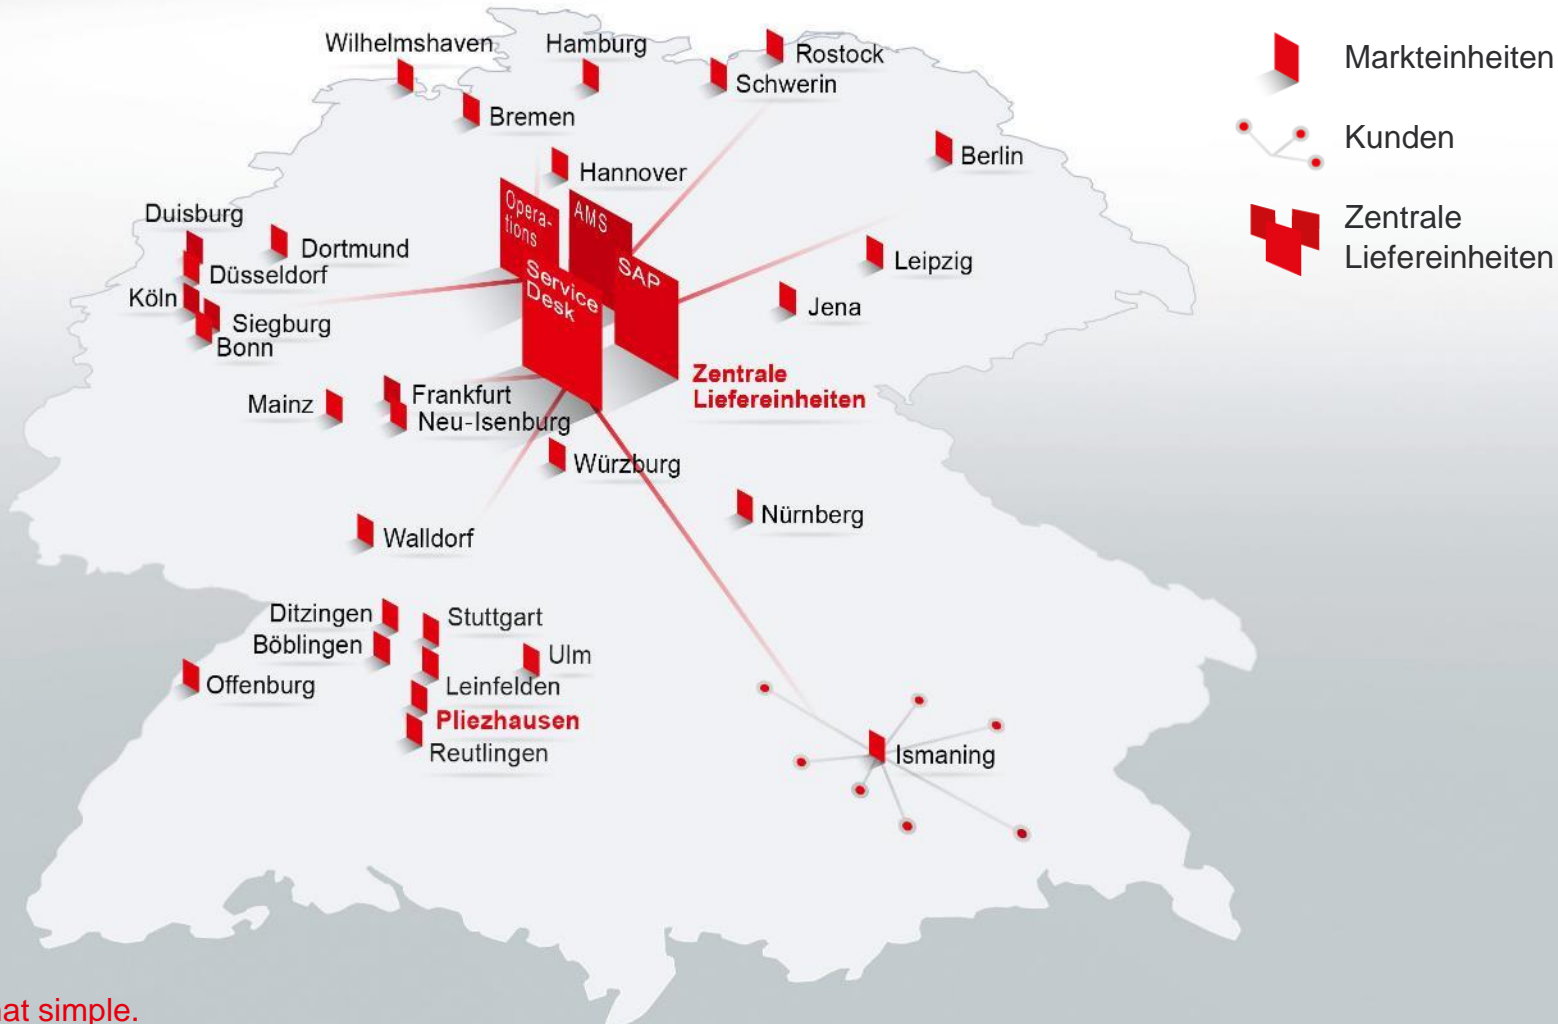 Wilhelmshaven
Hamburg
Rostock
Schwerin
Bremen
Berlin
Hannover
Duisburg
Dortmund
Düsseldorf
Köln
Siegburg
Bonn
Opera-
tions
AMS
SAP
Service
Desk
Leipzig
Jena
Zentrale
Liefereinheiten
Mainz
Frankfurt
Neu-Isenburg
Würzburg
Nürnberg
Walldorf
Ditzingen
Stuttgart
Böblingen
Ulm
Offenburg
Leinfelden
Pliezhausen
Reutlingen
Ismaning
Markteinheiten
Kunden
Zentrale
Liefereinheiten
simple.